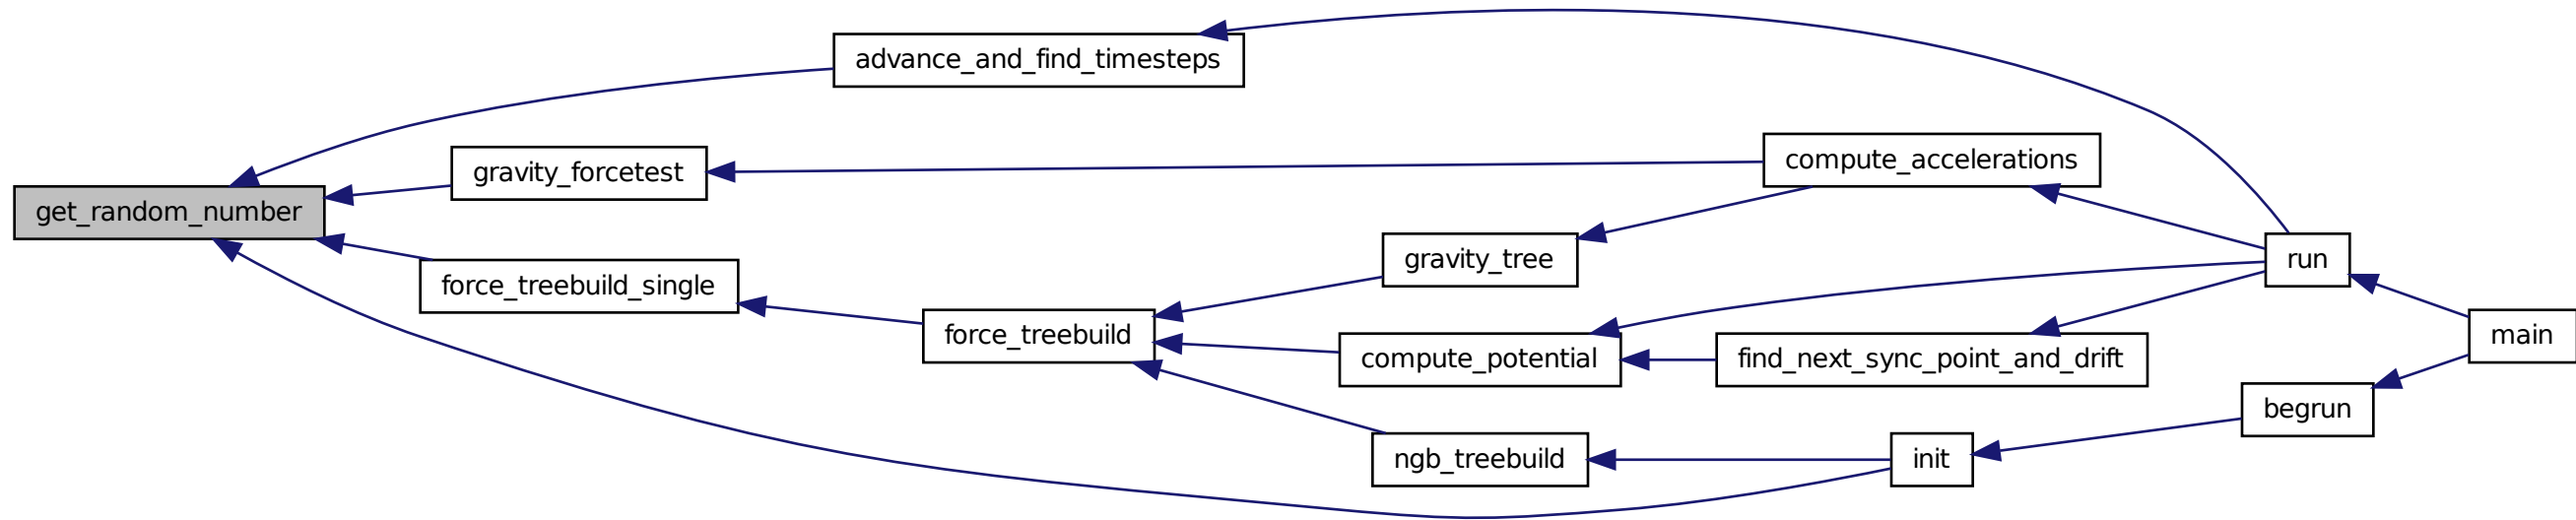 advance_and_find_timesteps
compute_accelerations
gravity_forcetest
get_random_number
gravity_tree
run
force_treebuild_single
force_treebuild
main
compute_potential
find_next_sync_point_and_drift
begrun
ngb_treebuild
init